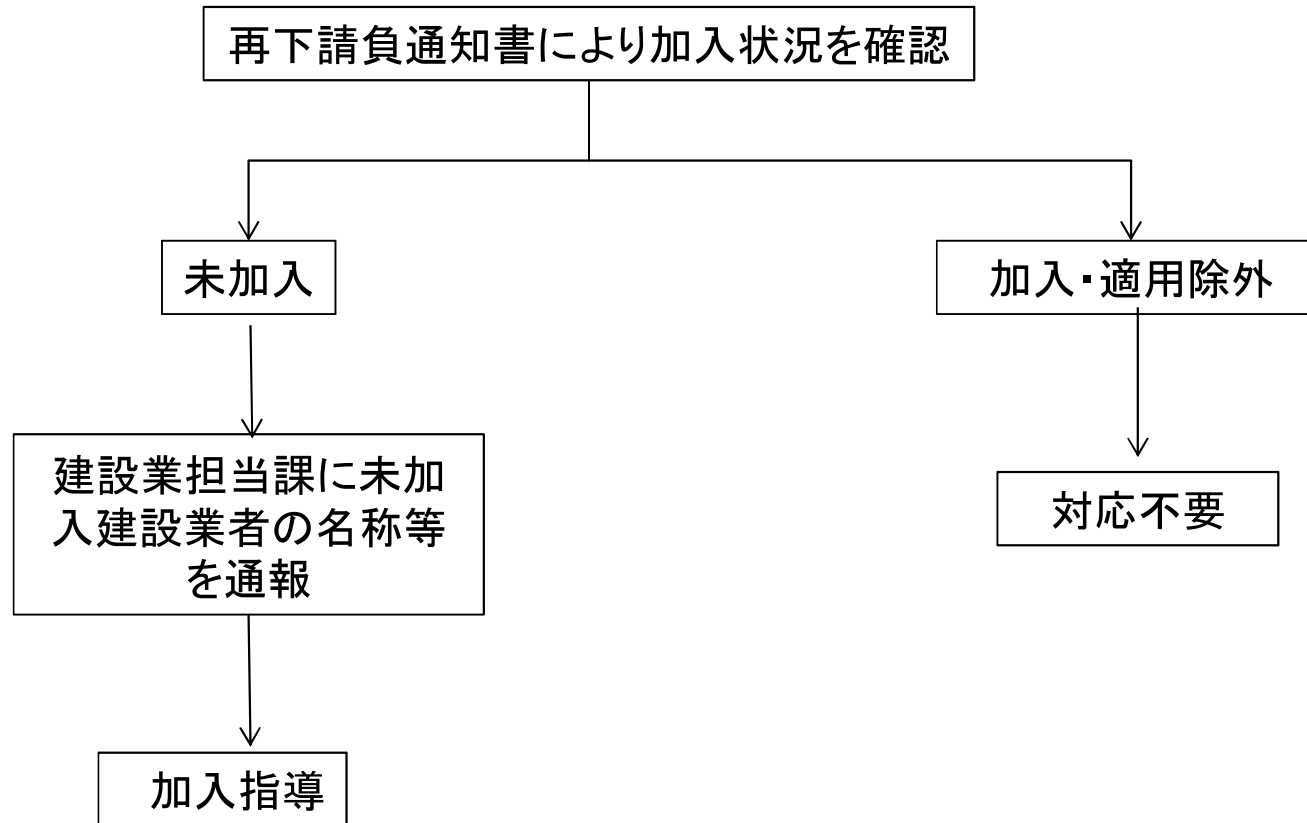 再下請負通知書により加入状況を確認
未加入
加入・適用除外
建設業担当課に未加
入建設業者の名称等
を通報
対応不要
加入指導